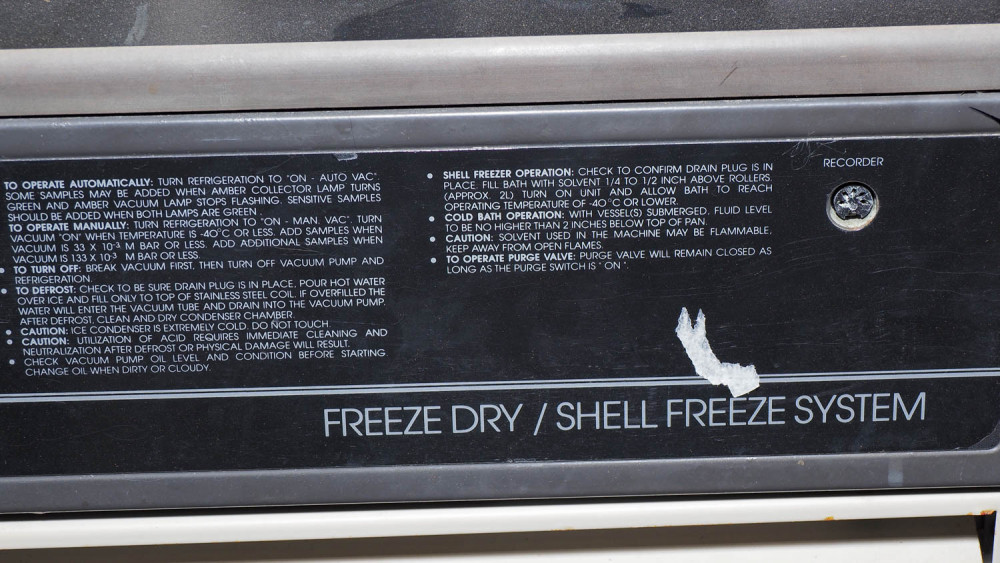 TO OPERATE AUTOMATICALLY: TURN REFRIGERATION TO "ON - AUTO VAC".
SOME SAMPLES MAY BE ADDED WHEN AMBER COLLECTOR LAMP TURNS
GREEN AND AMBER VACUUM LAMP STOPS FLASHING. SENSITIVE SAMPLES
SHOULD BE ADDED WHEN BOTH LAMPS ARE GREEN .
TO OPERATE MANUALLY: TURN REFRIGERATION TO "ON - MAN. VAC". TURN
VACUUM "ON" WHEN TEMPERATURE IS -40°C OR LESS. ADD SAMPLES WHEN
VACUUM IS 33 X 10-³ M BAR OR LESS. ADD ADDITIONAL SAMPLES WHEN
VACUUM IS 133 X 10-³ M BAR OR LESS.
• TO TURN OFF: BREAK VACUUM FIRST, THEN TURN OFF VACUUM PUMP AND
REFRIGERATION.
• TO DEFROST: CHECK TO BE SURE DRAIN PLUG IS IN PLACE. POUR HOT WATER
OVER ICE AND FILL ONLY TO TOP OF STAINLESS STEEL COIL. IF OVERFILLED THE
WATER WILL ENTER THE VACUUM TUBE AND DRAIN INTO THE VACUUM PUMP.
AFTER DEFROST, CLEAN AND DRY CONDENSER CHAMBER.
• CAUTION: ICE CONDENSER IS EXTREMELY COLD. DO NOT TOUCH.
• CAUTION: UTILIZATION OF ACID REQUIRES IMMEDIATE CLEANING AND
NEUTRALIZATION AFTER DEFROST OR PHYSICAL DAMAGE WILL RESULT.
• CHECK VACUUM PUMP OIL LEVEL AND CONDITION BEFORE STARTING.
CHANGE OIL WHEN DIRTY OR CLOUDY.
• SHELL FREEZER OPERATION: CHECK TO CONFIRM DRAIN PLUG IS IN
PLACE. FILL BATH WITH SOLVENT 1/4 TO 1/2 INCH ABOVE ROLLERS.
(APPROX. 2L) TURN ON UNIT AND ALLOW BATH TO REACH
OPERATING TEMPERATURE OF -40°C OR LOWER.
• COLD BATH OPERATION: WITH VESSEL(S) SUBMERGED, FLUID LEVEL
TO BE NO HIGHER THAN 2 INCHES BELOW TOP OF PAN.
• CAUTION: SOLVENT USED IN THE MACHINE MAY BE FLAMMABLE,
KEEP AWAY FROM OPEN FLAMES.
• TO OPERATE PURGE VALVE: PURGE VALVE WILL REMAIN CLOSED AS
LONG AS THE PURGE SWITCH IS " ON ".
RECORDER
FREEZE DRY / SHELL FREEZE SYSTEM